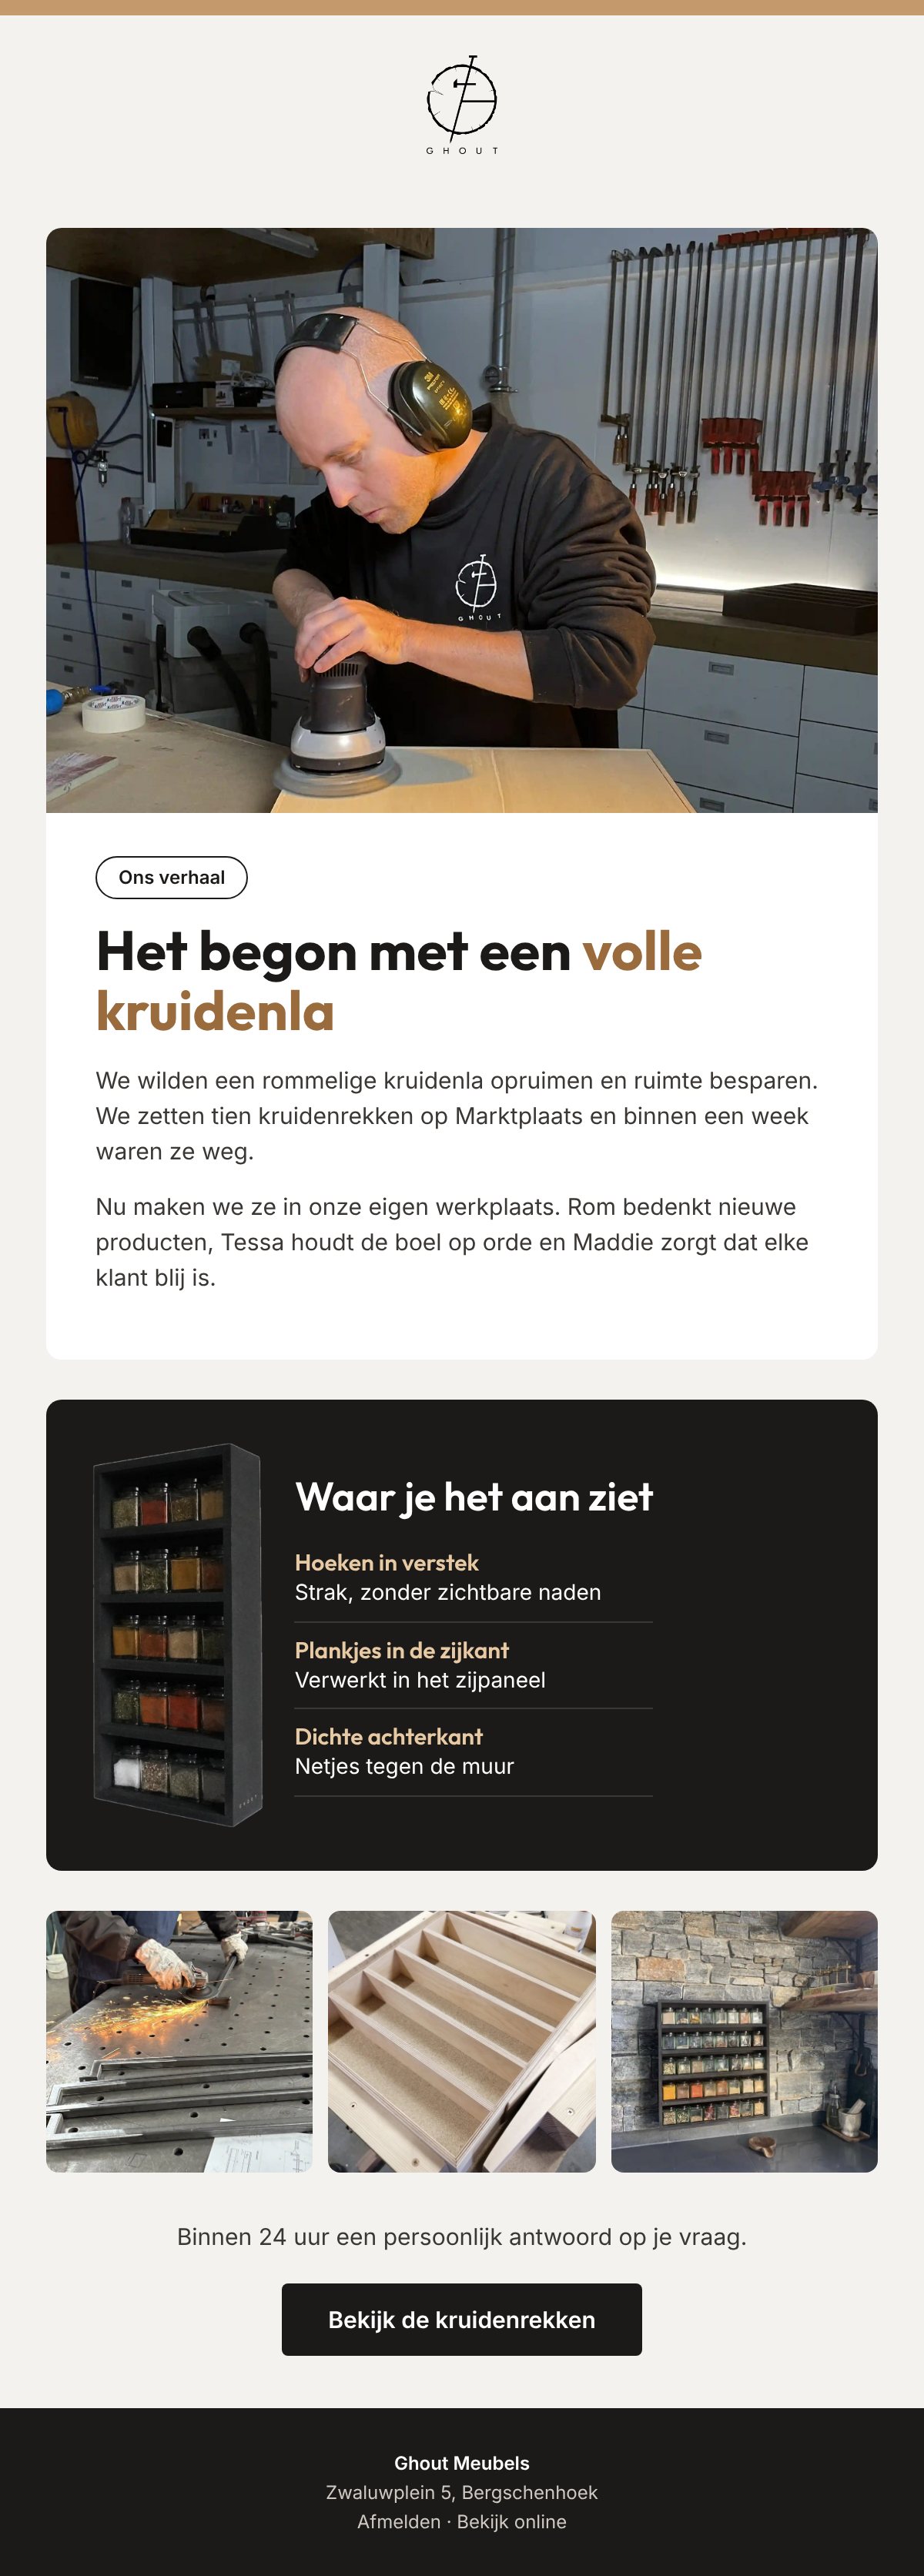 GHOUT
GHOUT
Ons verhaal
Het begon met een volle
kruidenla
We wilden een rommelige kruidenla opruimen en ruimte besparen.
We zetten tien kruidenrekken op Marktplaats en binnen een week
waren ze weg.
Nu maken we ze in onze eigen werkplaats. Rom bedenkt nieuwe
producten, Tessa houdt de boel op orde en Maddie zorgt dat elke
klant blij is.
Waar je het aan ziet
Hoeken in verstek
Strak, zonder zichtbare naden
Plankjes in de zijkant
Verwerkt in het zijpaneel
Dichte achterkant
Netjes tegen de muur
GHOUT
Binnen 24 uur een persoonlijk antwoord op je vraag.
Bekijk de kruidenrekken
Ghout Meubels
Zwaluwplein 5, Bergschenhoek
Afmelden · Bekijk online